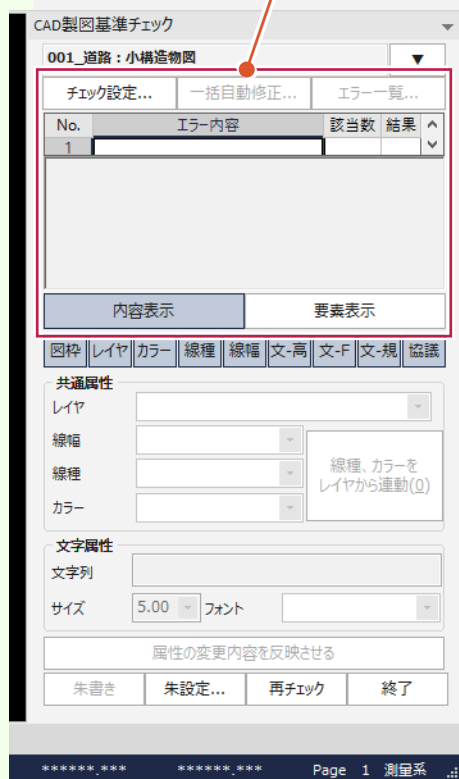 CAD製図基準チェック
001_道路:小構造物図 ▼
チェック設定... 一括自動修正... エラー一覧...
No. エラー内容 該当数 結果
1
内容表示 要素表示
図枠 レイヤ カラー 線種 線幅 文-高 文-F 文-規 協議
共通属性
レイヤ
線幅
線種
カラー
線種、カラーを
レイヤから連動(0)
文字属性
文字列
サイズ 5.00 フォント
属性の変更内容を反映させる
朱書き 朱設定... 再チェック 終了
******.*** ******.*** Page 1 測量系